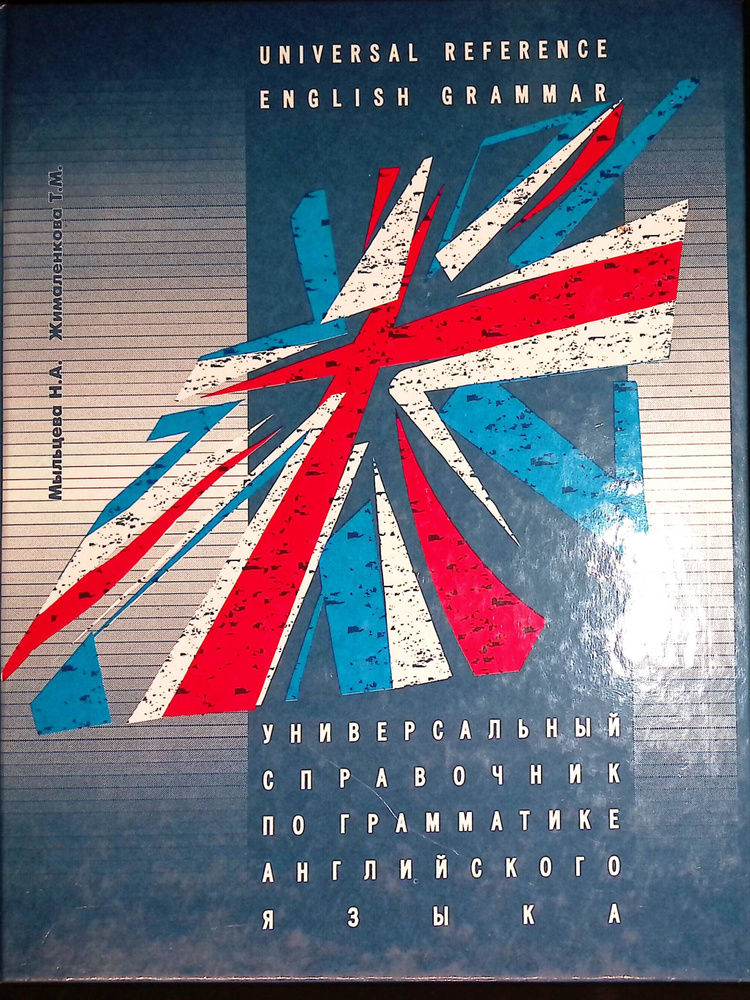 UNIVERSAL REFERENCE
ENGLISH GRAMMAR
Мыльцева Н.А. Жималенкова Т.М.
УНИВЕРСАЛЬНЫЙ
СПРАВОЧНИК
ПО ГРАММАТИКЕ
АНГЛИЙСКОГО
ЯЗЫКА